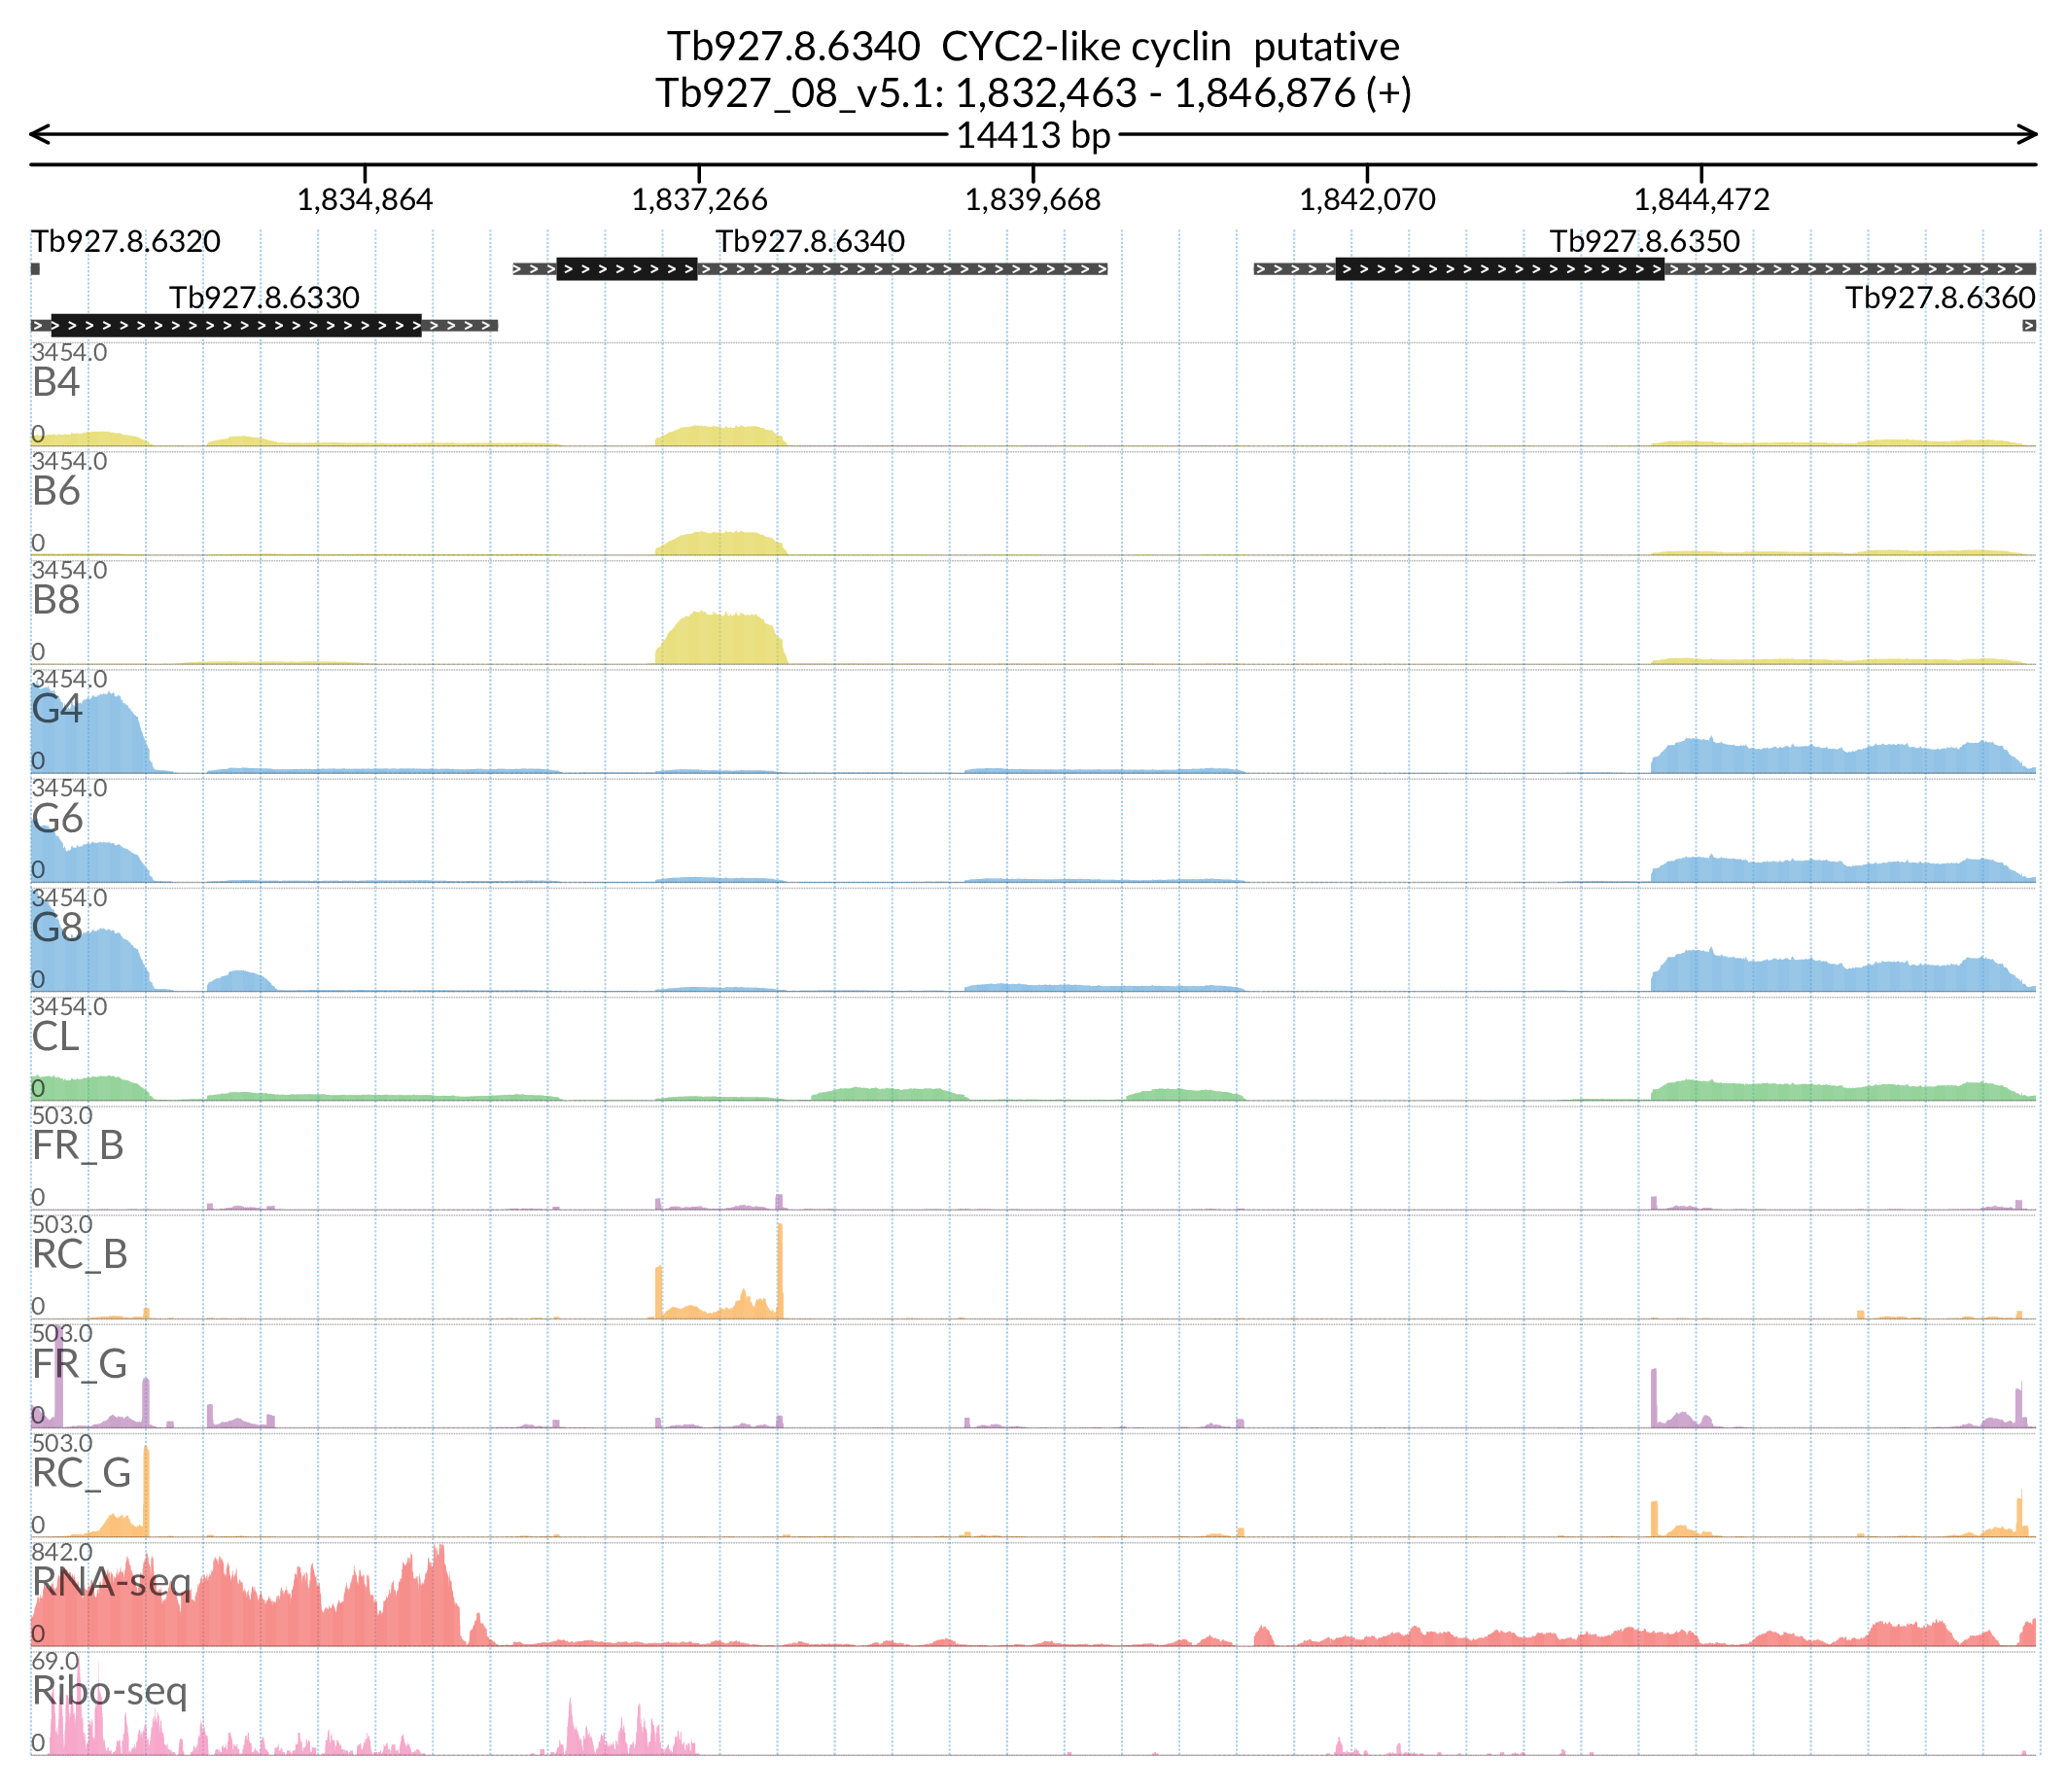 Tb927.8.6340  CYC2-like cyclin  putative
Tb927_08_v5.1: 1,832,463 - 1,846,876 (+)
14413 bp
1,834,864 1,837,266 1,839,668 1,842,070 1,844,472
Tb927.8.6320 Tb927.8.6340 Tb927.8.6350
Tb927.8.6330 Tb927.8.6360
3454.0
B4
0
3454.0
B6
0
3454.0
B8
0
3454.0
G4
0
3454.0
G6
0
3454.0
G8
0
3454.0
CL
0
503.0
FR_B
0
503.0
RC_B
0
503.0
FR_G
0
503.0
RC_G
0
842.0
RNA-seq
0
69.0
Ribo-seq
0